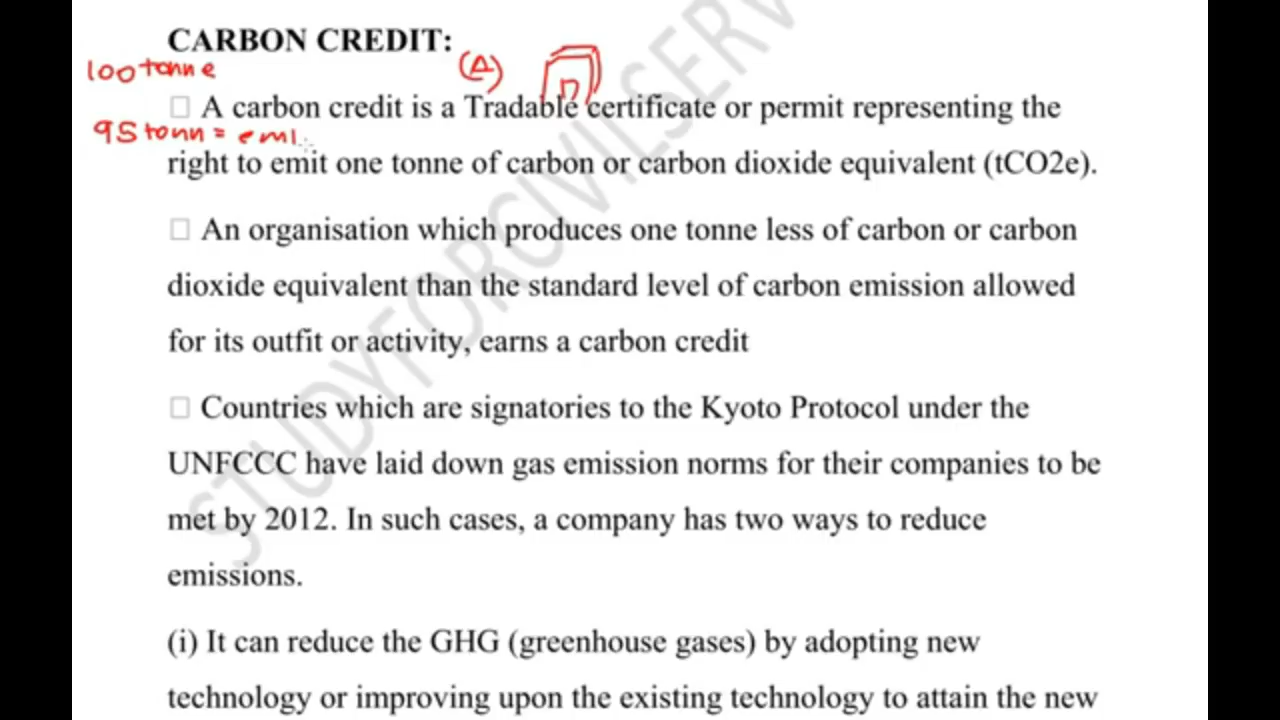 CARBON CREDIT:
100 tonne
(A)
□ A carbon credit is a Tradable certificate or permit representing the
95 tonn = emi
right to emit one tonne of carbon or carbon dioxide equivalent (tCO2e).
□ An organisation which produces one tonne less of carbon or carbon
dioxide equivalent than the standard level of carbon emission allowed
for its outfit or activity, earns a carbon credit
□ Countries which are signatories to the Kyoto Protocol under the
UNFCCC have laid down gas emission norms for their companies to be
met by 2012. In such cases, a company has two ways to reduce
emissions.
(i) It can reduce the GHG (greenhouse gases) by adopting new
technology or improving upon the existing technology to attain the new
STUDYFORCIVILSERV